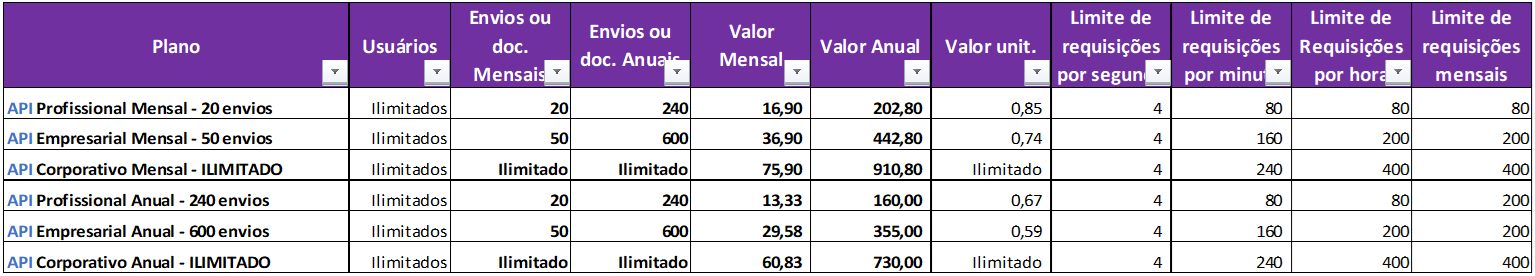 Plano Usuários Envios ou doc. Mensais Envios ou doc. Anuais Valor Mensal Valor Anual Valor unit. Limite de requisições por segun Limite de requisições por minut Limite de Requisições por hora Limite de requisições mensais
API Profissional Mensal - 20 envios Ilimitados 20 240 16,90 202,80 0,85 4 80 80 80
API Empresarial Mensal - 50 envios Ilimitados 50 600 36,90 442,80 0,74 4 160 200 200
API Corporativo Mensal - ILIMITADO Ilimitados Ilimitado Ilimitado 75,90 910,80 Ilimitado 4 240 400 400
API Profissional Anual - 240 envios Ilimitados 20 240 13,33 160,00 0,67 4 80 80 200
API Empresarial Anual - 600 envios Ilimitados 50 600 29,58 355,00 0,59 4 160 200 200
API Corporativo Anual - ILIMITADO Ilimitados Ilimitado Ilimitado 60,83 730,00 Ilimitado 4 240 400 400